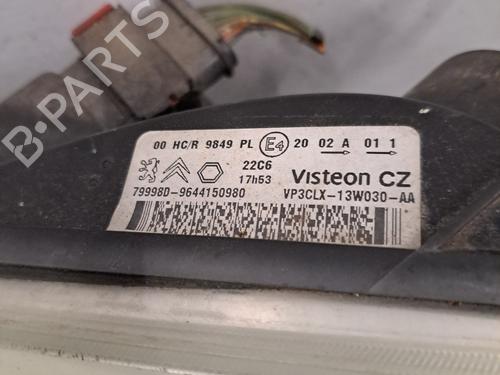 00 HC/R 9849 PL E4 20 02 A 01 1
22C6
17h53
Visteon CZ
79998D-9644150980
VP3CLX-13W030-AA
B-PARTS